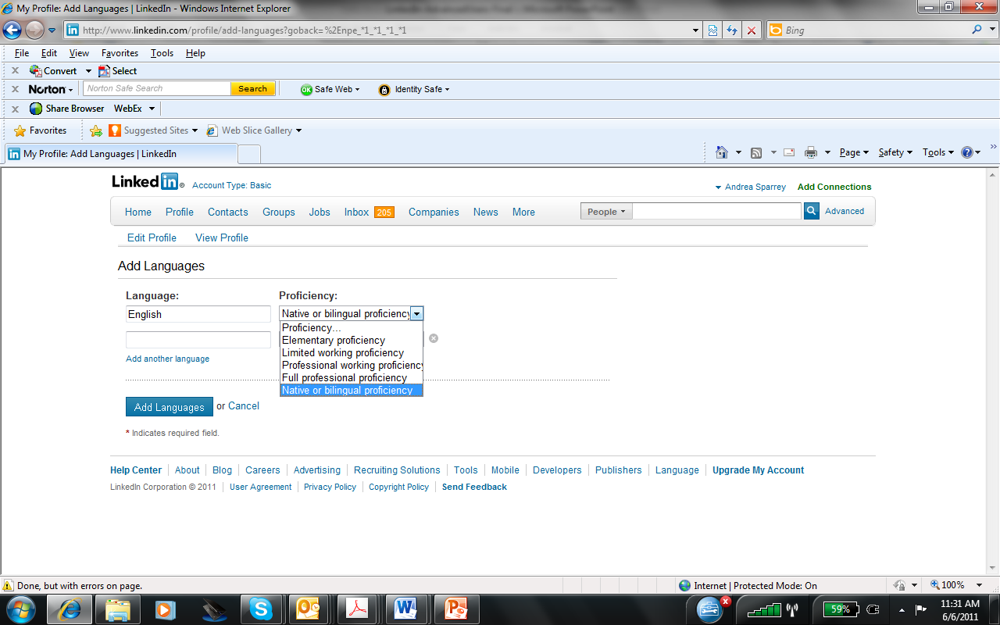 My Profile: Add Languages | LinkedIn - Windows Internet Explorer
http://www.linkedin.com/profile/add-languages?goback=%2Enpe_*1_*1_*1_*1
Bing
File Edit View Favorites Tools Help
Convert Select
Norton Norton Safe Search Search Safe Web Identity Safe
Share Browser WebEx
Favorites Suggested Sites Web Slice Gallery
My Profile: Add Languages | LinkedIn Page Safety Tools
LinkedIn Account Type: Basic Andrea Sparrey Add Connections
Home Profile Contacts Groups Jobs Inbox 205 Companies News More People Advanced
Edit Profile View Profile
Add Languages
Language: Proficiency:
English Native or bilingual proficiency
Proficiency...
Elementary proficiency
Limited working proficiency
Add another language Professional working proficiency
Full professional proficiency
Native or bilingual proficiency
Add Languages or Cancel
* Indicates required field.
Help Center About Blog Careers Advertising Recruiting Solutions Tools Mobile Developers Publishers Language Upgrade My Account
LinkedIn Corporation © 2011 User Agreement Privacy Policy Copyright Policy Send Feedback
Done, but with errors on page. Internet | Protected Mode: On 100%
59% 11:31 AM
6/6/2011